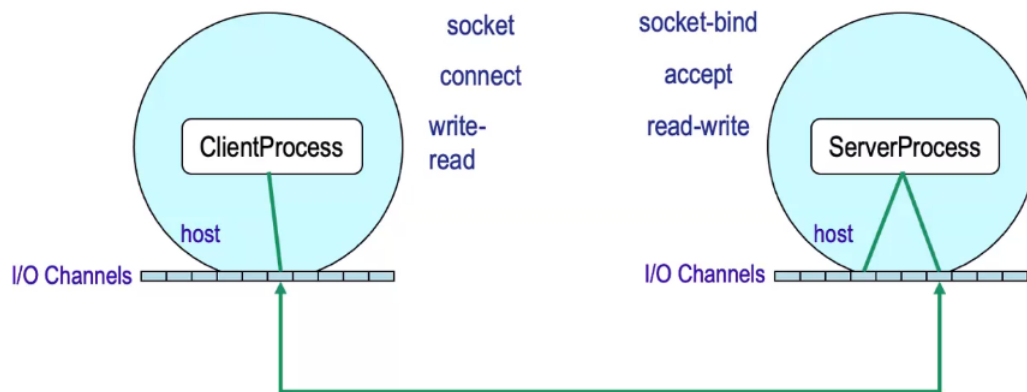 socket
connect
write-
read
ClientProcess
host
I/O Channels
socket-bind
accept
read-write
ServerProcess
host
I/O Channels